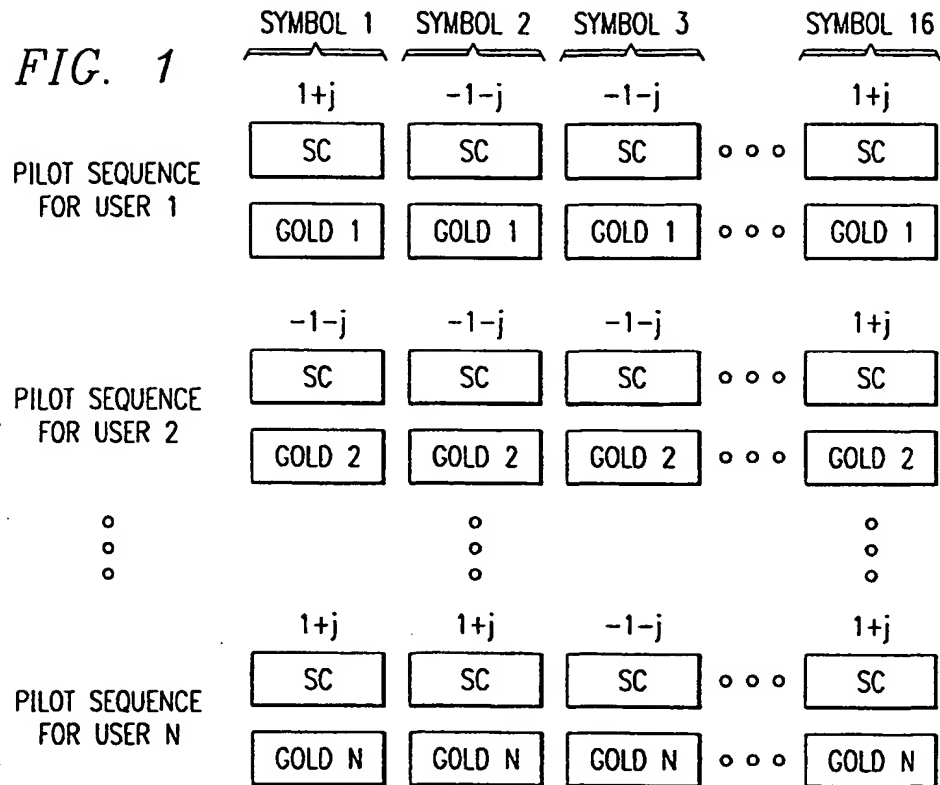 SYMBOL 1 SYMBOL 2 SYMBOL 3 SYMBOL 16
FIG. 1
1+j -1-j -1-j 1+j
SC SC SC SC
PILOT SEQUENCE
FOR USER 1
GOLD 1 GOLD 1 GOLD 1 GOLD 1
-1-j -1-j -1-j 1+j
SC SC SC SC
PILOT SEQUENCE
FOR USER 2
GOLD 2 GOLD 2 GOLD 2 GOLD 2
1+j 1+j -1-j 1+j
SC SC SC SC
PILOT SEQUENCE
FOR USER N
GOLD N GOLD N GOLD N GOLD N